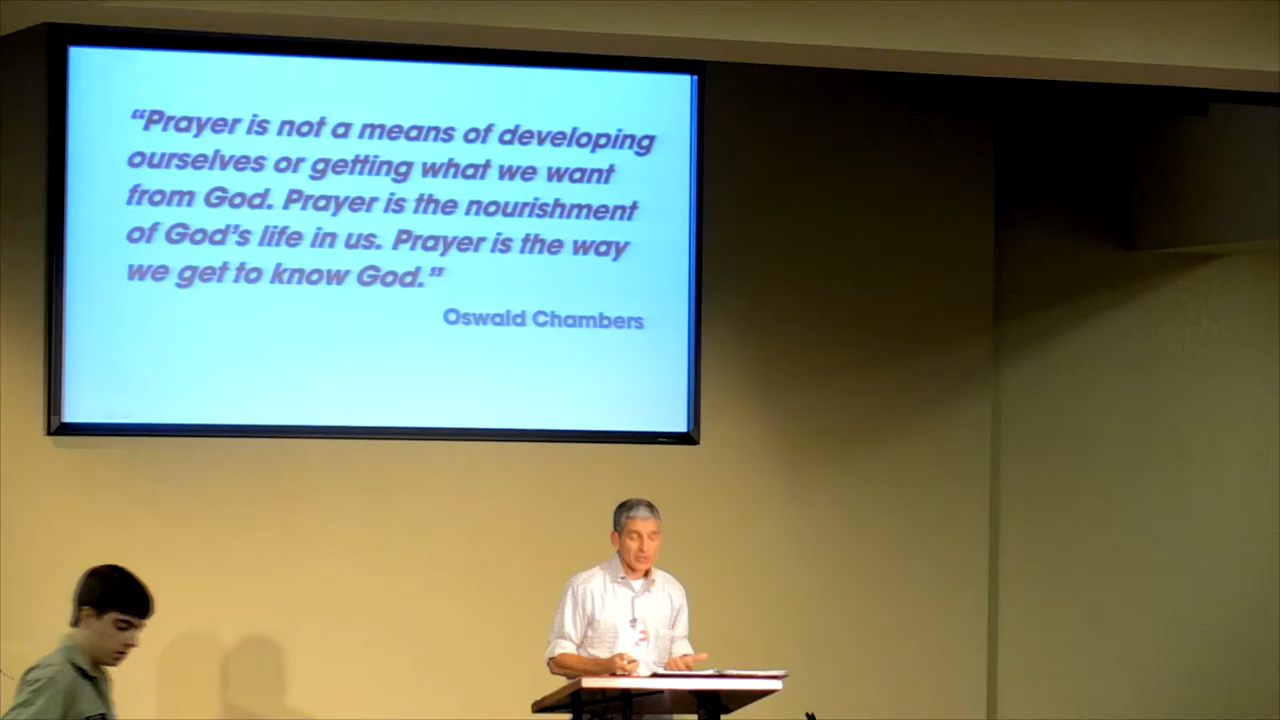 “Prayer is not a means of developing
ourselves or getting what we want
from God. Prayer is the nourishment
of God’s life in us. Prayer is the way
we get to know God.”
Oswald Chambers